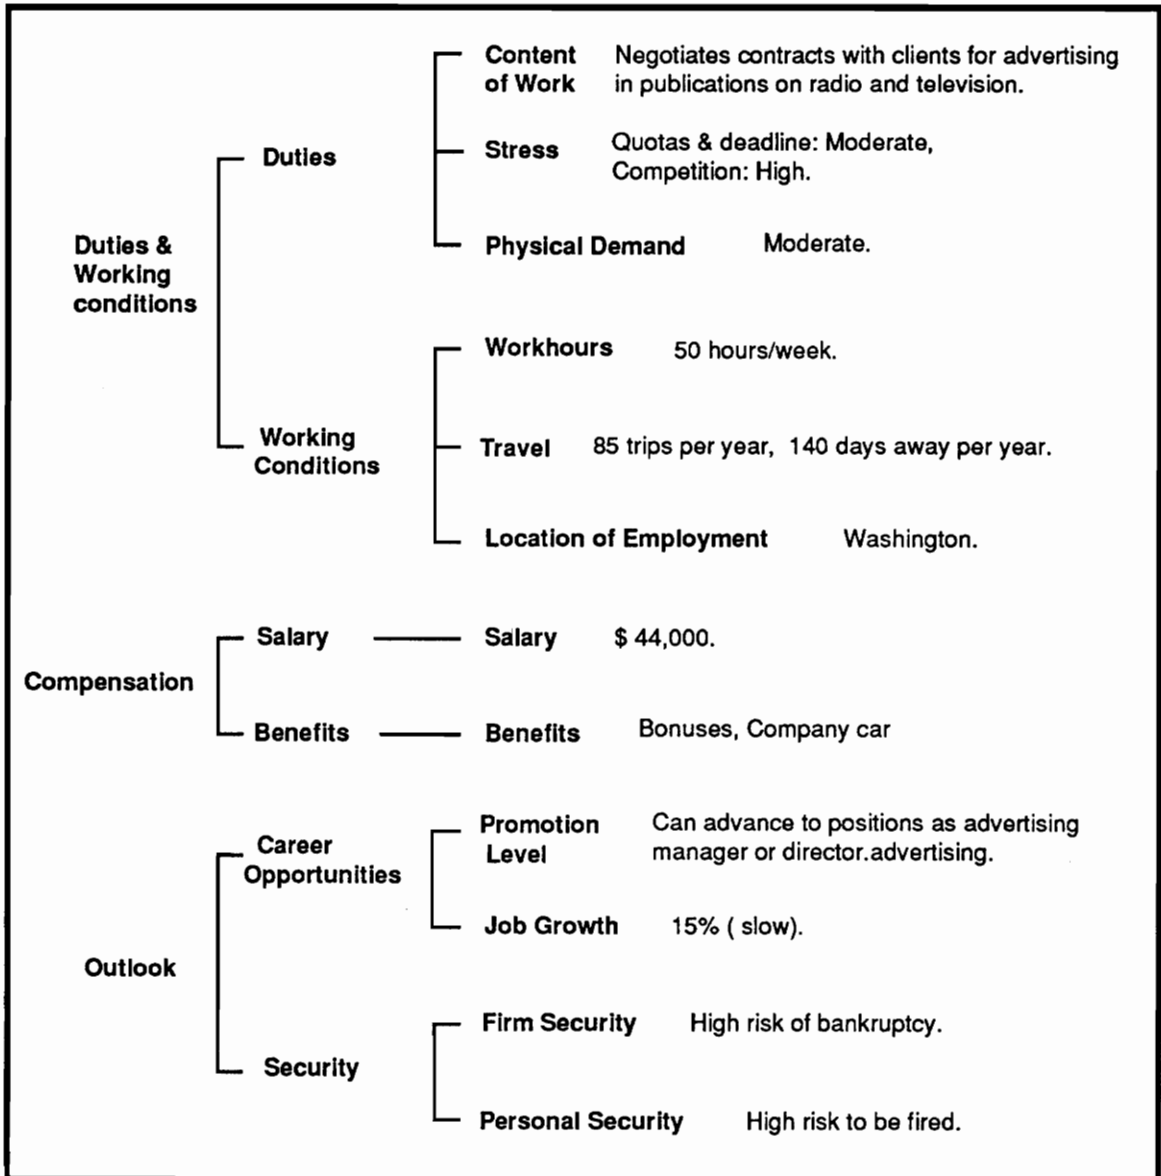 Content Negotiates contracts with clients for advertising
of Work in publications on radio and television.
Duties Stress Quotas & deadline: Moderate,
Competition: High.
Physical Demand Moderate.
Duties &
Working
conditions
Workhours 50 hours/week.
Working
Conditions
Travel 85 trips per year, 140 days away per year.
Location of Employment Washington.
Salary Salary $ 44,000.
Compensation
Benefits Benefits Bonuses, Company car
Promotion Can advance to positions as advertising
Level manager or director.advertising.
Career
Opportunities
Job Growth 15% ( slow).
Outlook
Firm Security High risk of bankruptcy.
Security
Personal Security High risk to be fired.